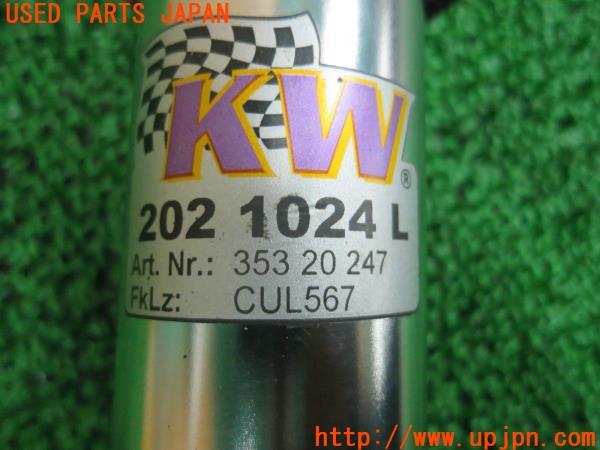 USED PARTS JAPAN
KW®
202 1024 L
Art. Nr.: 353 20 247
FkLz: CUL567
http://www.upjpn.com/